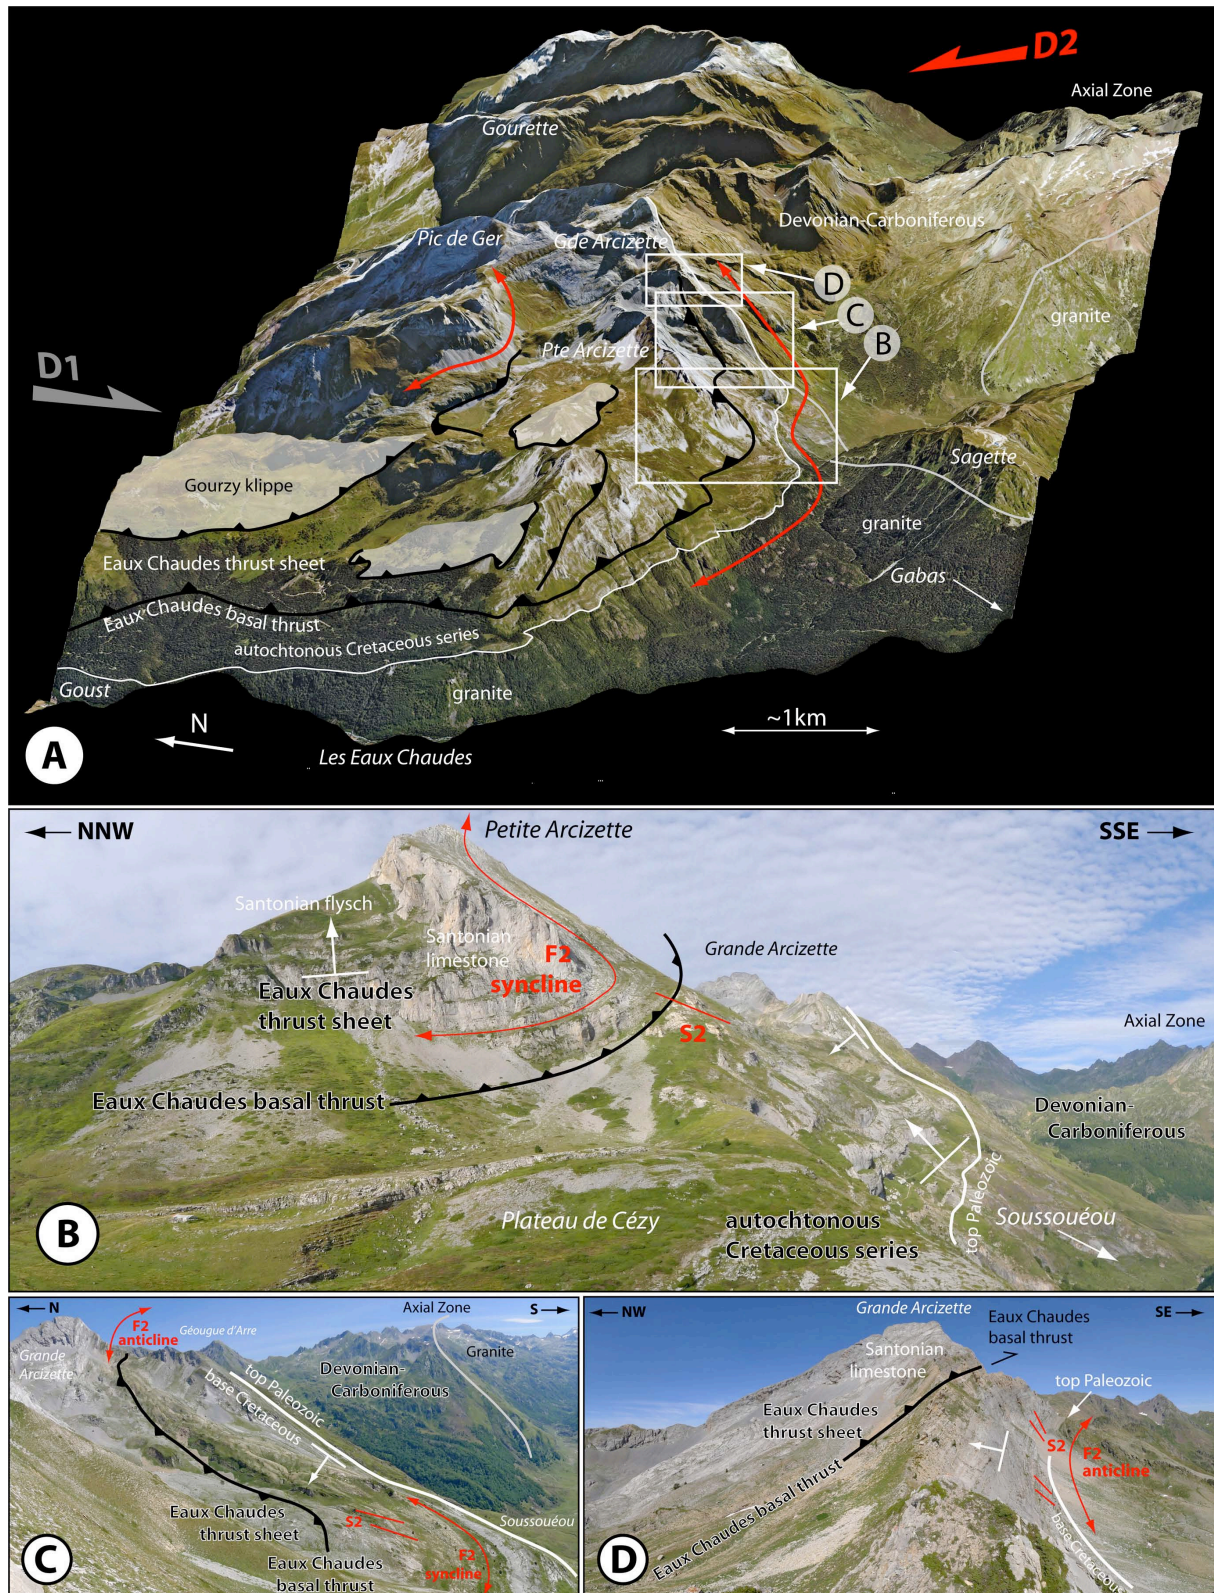 D2
Axial Zone
Gourette
Devonian-Carboniferous
Pic de Ger
Gde Arcizette
D
C
B
granite
Pte Arcizette
D1
Sagette
Gourzy klippe
granite
Eaux Chaudes thrust sheet
Gabas
Eaux Chaudes basal thrust
autochtonous Cretaceous series
Goust
granite
N
~1km
Les Eaux Chaudes
A
NNW
Petite Arcizette
SSE
Santonian flysch
Santonian
limestone
F2
syncline
Grande Arcizette
Eaux Chaudes
thrust sheet
S2
Axial Zone
Eaux Chaudes basal thrust
Devonian-
Carboniferous
top Paleozoic
Plateau de Cézy
autochtonous
Cretaceous series
Soussouéou
B
N
F2
anticline
Géougue d'Arre
Axial Zone
S
Grande
Arcizette
Granite
Devonian-
Carboniferous
top Paleozoic
base Cretaceous
Eaux Chaudes
thrust sheet
S2
Soussouéou
F2
syncline
Eaux Chaudes
basal thrust
C
NW
Grande Arcizette
SE
Eaux Chaudes
basal thrust
Santonian
limestone
top Paleozoic
Eaux Chaudes
thrust sheet
S2
F2
anticline
Eaux Chaudes basal thrust
base Cretaceous
D